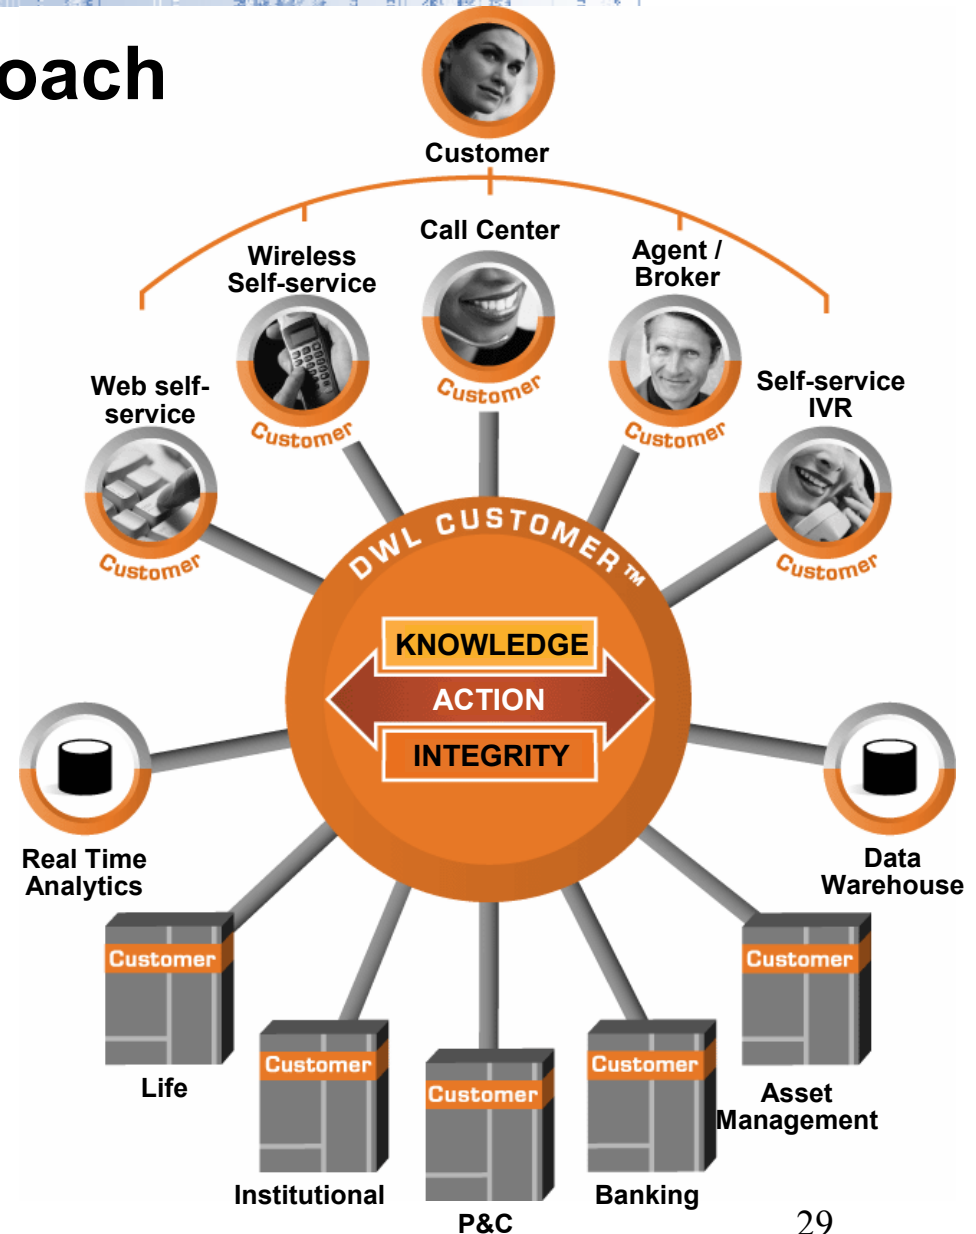 oach
Customer
Call Center
Wireless
Self-service
Agent /
Broker
Customer
Web self-
service
Self-service
IVR
Customer
Customer
Customer
Customer
DWL CUSTOMER™
KNOWLEDGE
ACTION
INTEGRITY
Real Time
Analytics
Data
Warehouse
Customer
Customer
Life
Customer
Customer
Customer
Asset
Management
Institutional
Banking
P&C
29